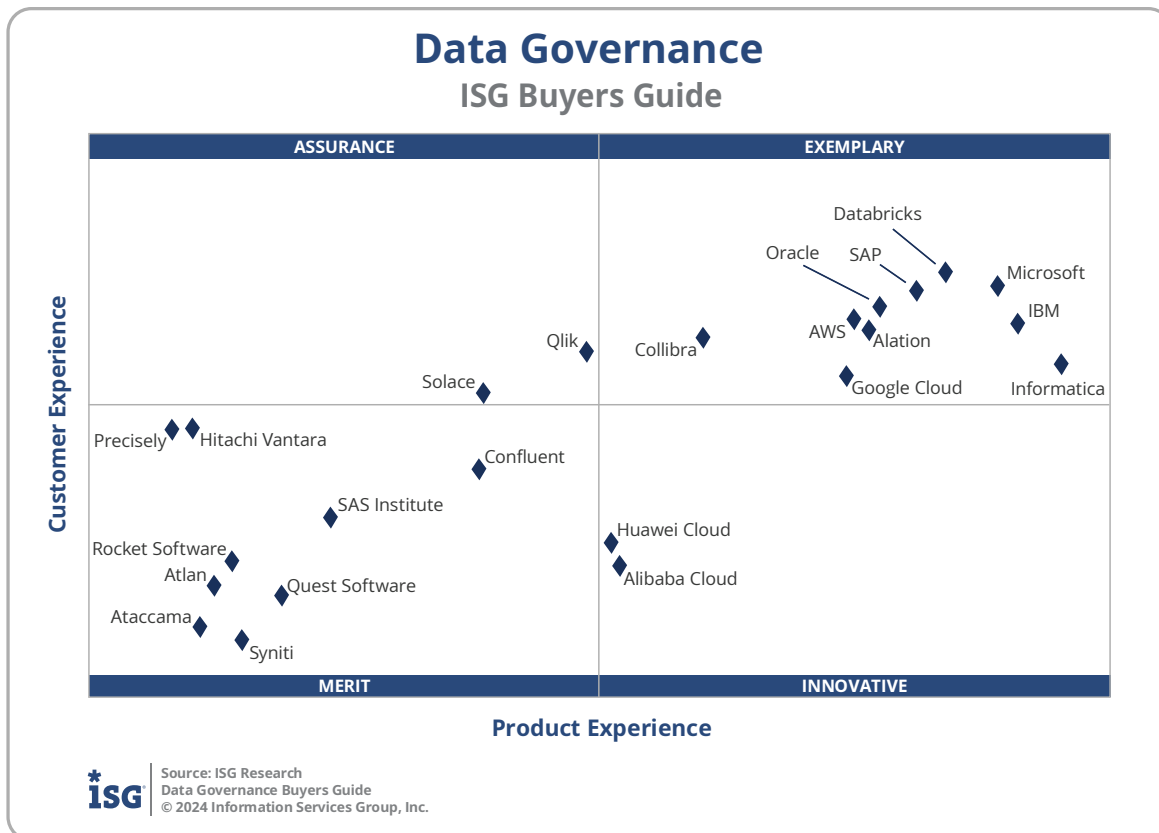 Data Governance
ISG Buyers Guide
ASSURANCE
EXEMPLARY
Databricks
Oracle
SAP
Microsoft
IBM
AWS
Alation
Qlik
Collibra
Solace
Google Cloud
Informatica
Customer Experience
Precisely
Hitachi Vantara
Confluent
SAS Institute
Huawei Cloud
Rocket Software
Atlan
Quest Software
Alibaba Cloud
Ataccama
Syniti
MERIT
INNOVATIVE
Product Experience
*isg
Source: ISG Research
Data Governance Buyers Guide
© 2024 Information Services Group, Inc.